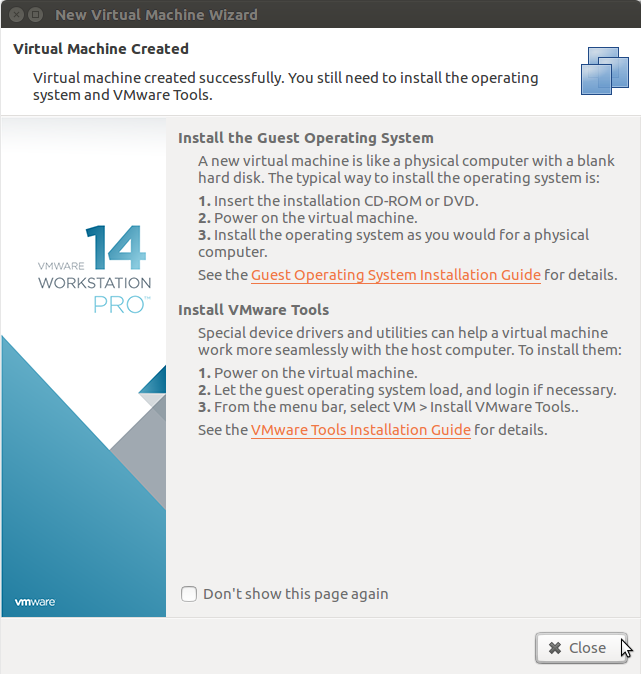 New Virtual Machine Wizard
Virtual Machine Created
Virtual machine created successfully. You still need to install the operating
system and VMware Tools.
14
VMWARE
WORKSTATION
PRO™
vmware
Install the Guest Operating System
A new virtual machine is like a physical computer with a blank
hard disk. The typical way to install the operating system is:
1. Insert the installation CD-ROM or DVD.
2. Power on the virtual machine.
3. Install the operating system as you would for a physical
computer.
See the Guest Operating System Installation Guide for details.
Install VMware Tools
Special device drivers and utilities can help a virtual machine
work more seamlessly with the host computer. To install them:
1. Power on the virtual machine.
2. Let the guest operating system load, and login if necessary.
3. From the menu bar, select VM > Install VMware Tools..
See the VMware Tools Installation Guide for details.
Don't show this page again
Close